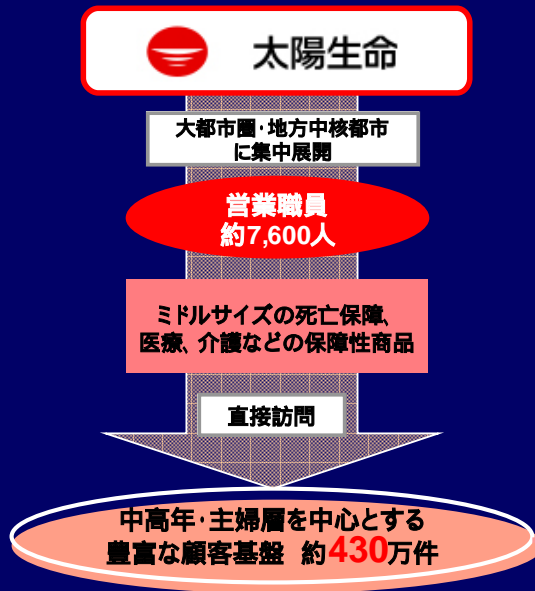 太陽生命
大都市圏・地方中核都市
に集中展開
営業職員
約7,600人
ミドルサイズの死亡保障、
医療、介護などの保障性商品
直接訪問
中高年・主婦層を中心とする
豊富な顧客基盤 約430万件